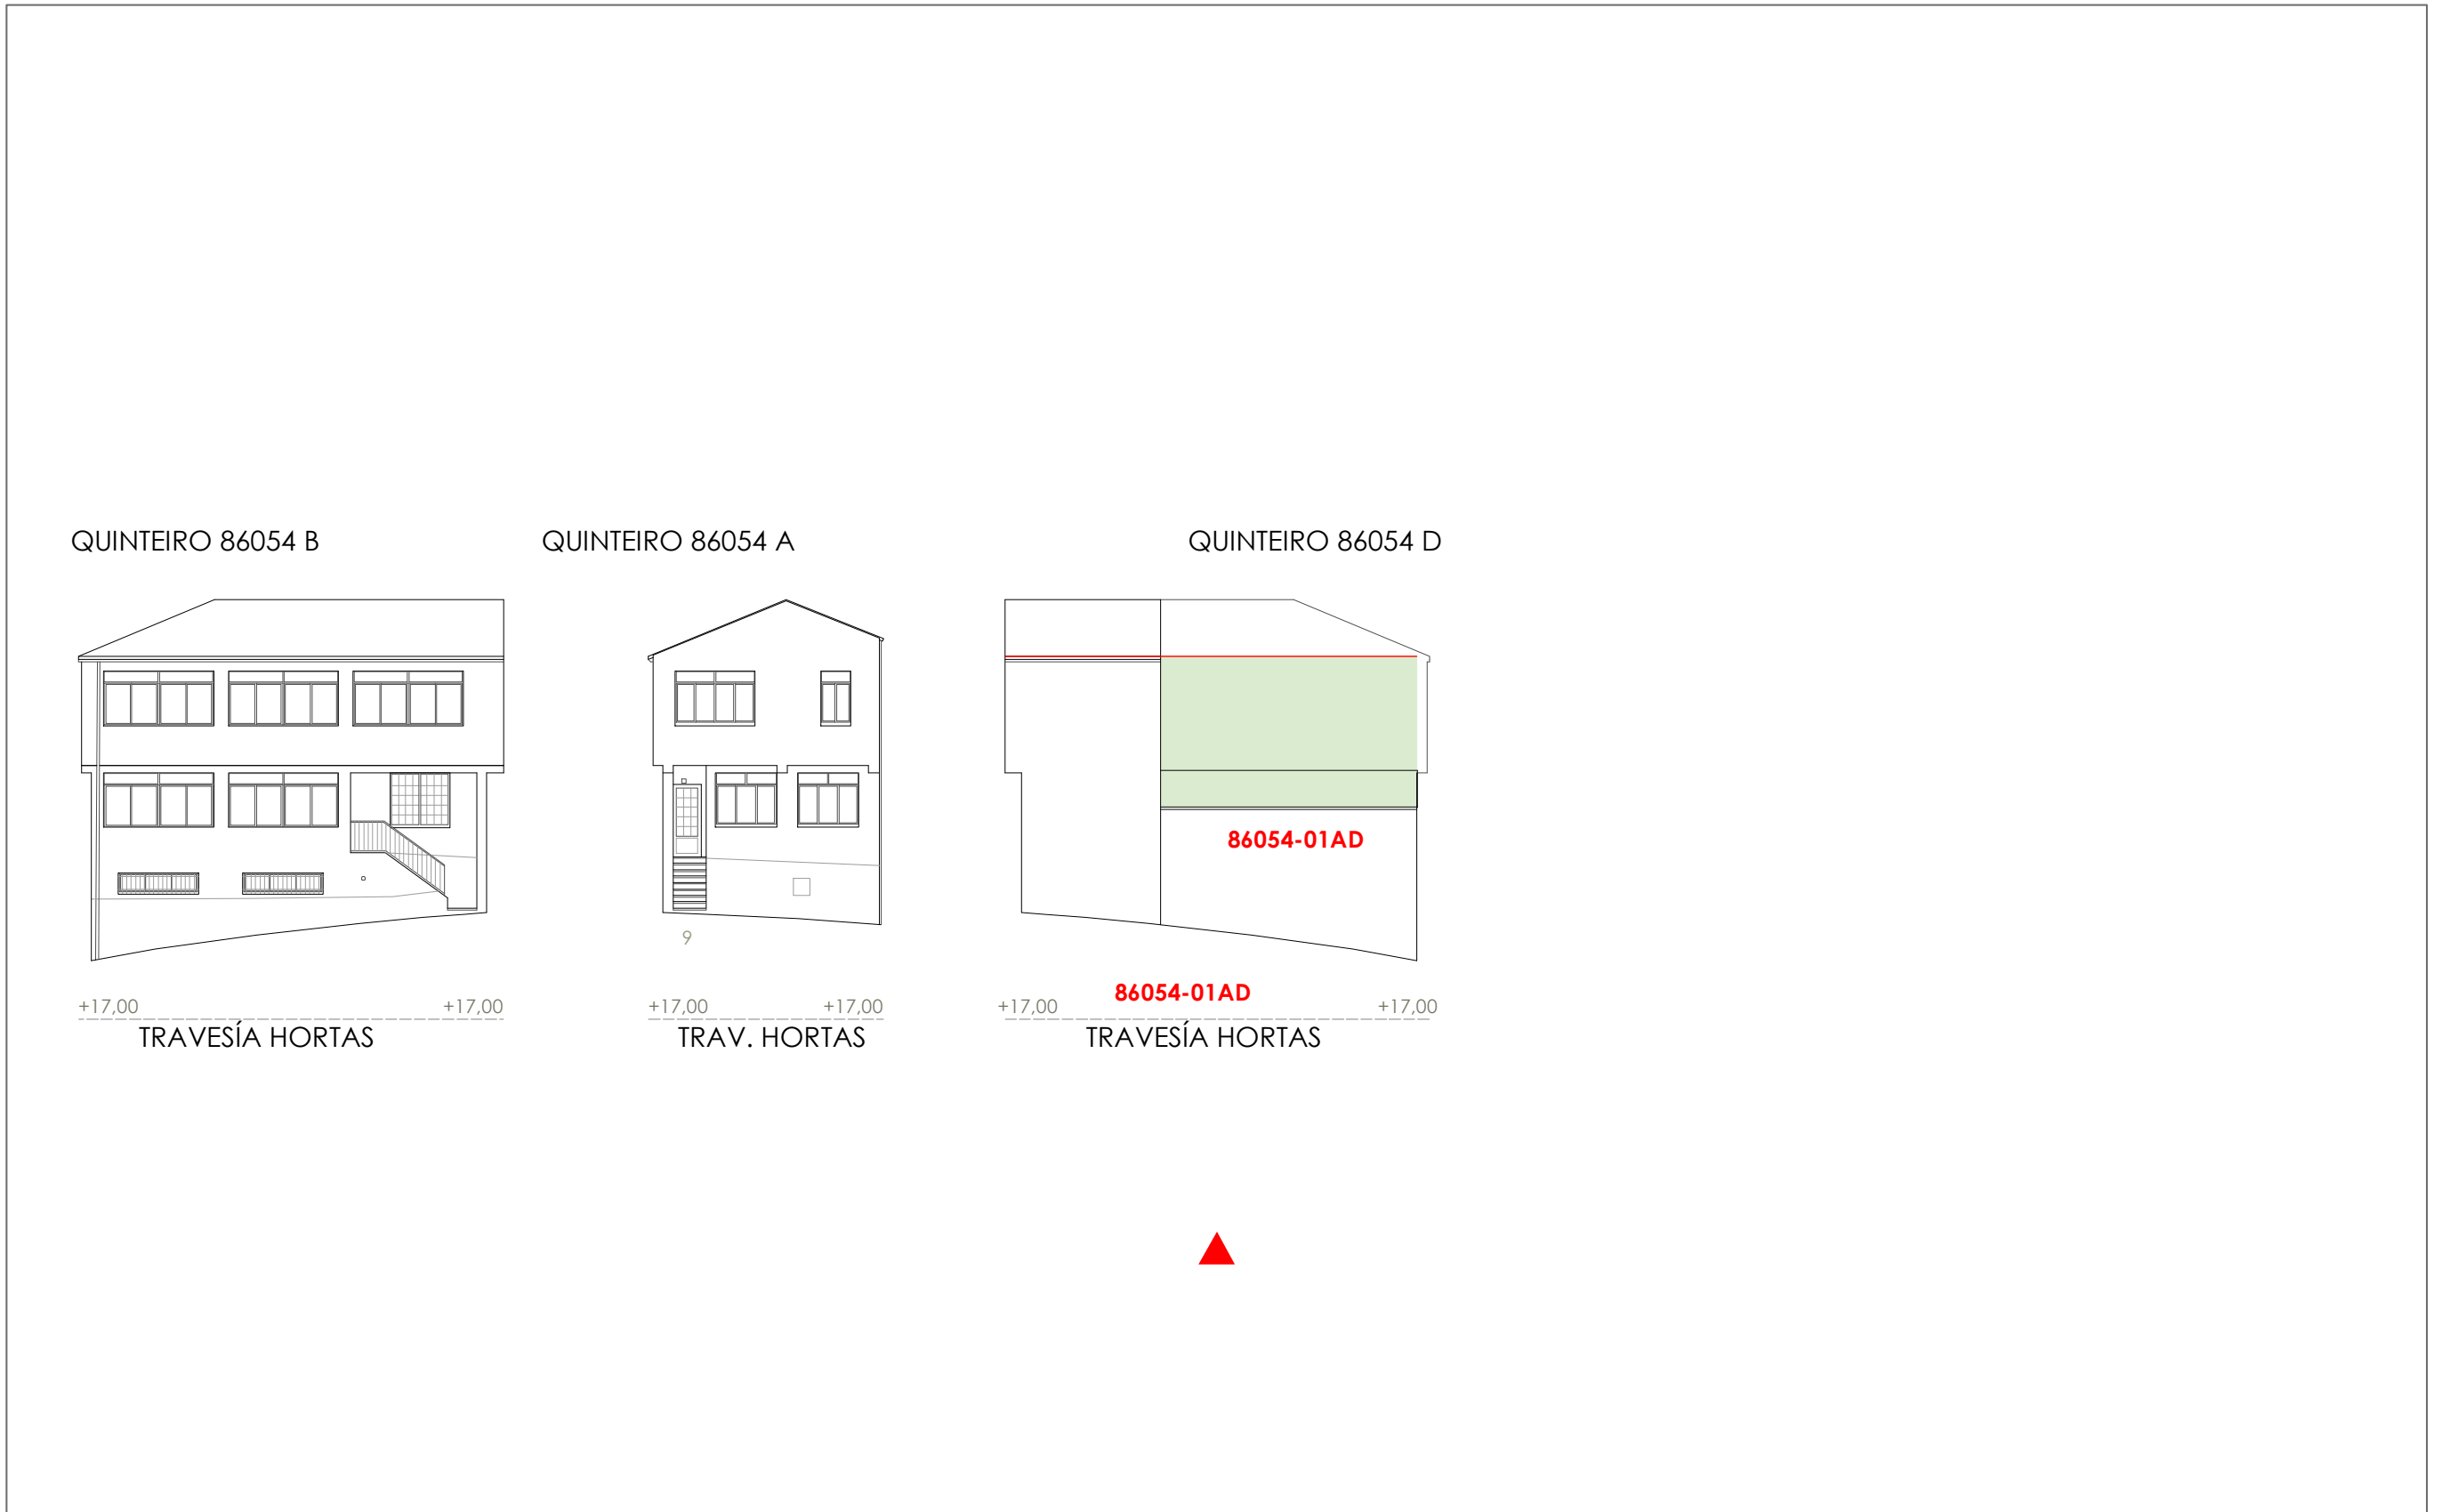 QUINTEIRO 86054 B
QUINTEIRO 86054 A
QUINTEIRO 86054 D
86054-01AD
9
86054-01AD
+17,00
+17,00
+17,00
+17,00
+17,00
+17,00
TRAVESÍA HORTAS
TRAV. HORTAS
TRAVESÍA HORTAS